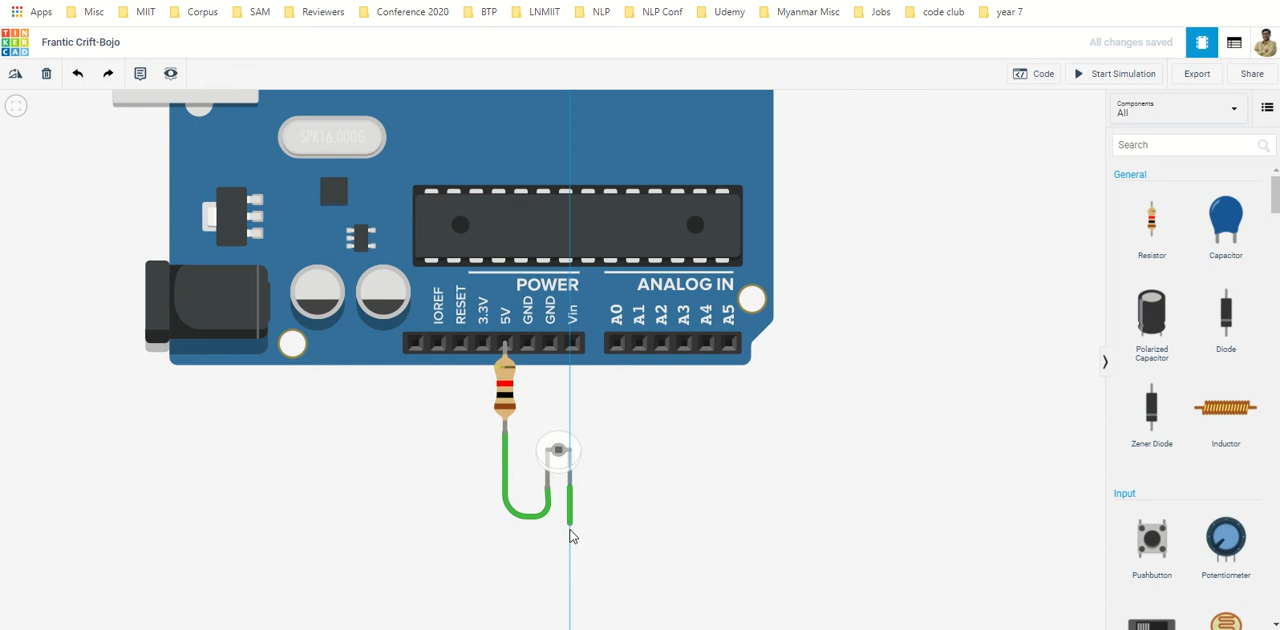 Apps Misc MIIT Corpus SAM Reviewers Conference 2020 BTP LNMIIT NLP NLP Conf Udemy Myanmar Misc Jobs code club year 7
TIN
KER
CAD
Frantic Crift-Bojo
All changes saved
Code Start Simulation Export Share
Components
All
Search
General
Resistor Capacitor
Polarized Capacitor Diode
Zener Diode Inductor
Input
Pushbutton Potentiometer
SPK16.000G
POWER ANALOG IN
IOREF RESET 3.3V 5V GND GND Vin A0 A1 A2 A3 A4 A5